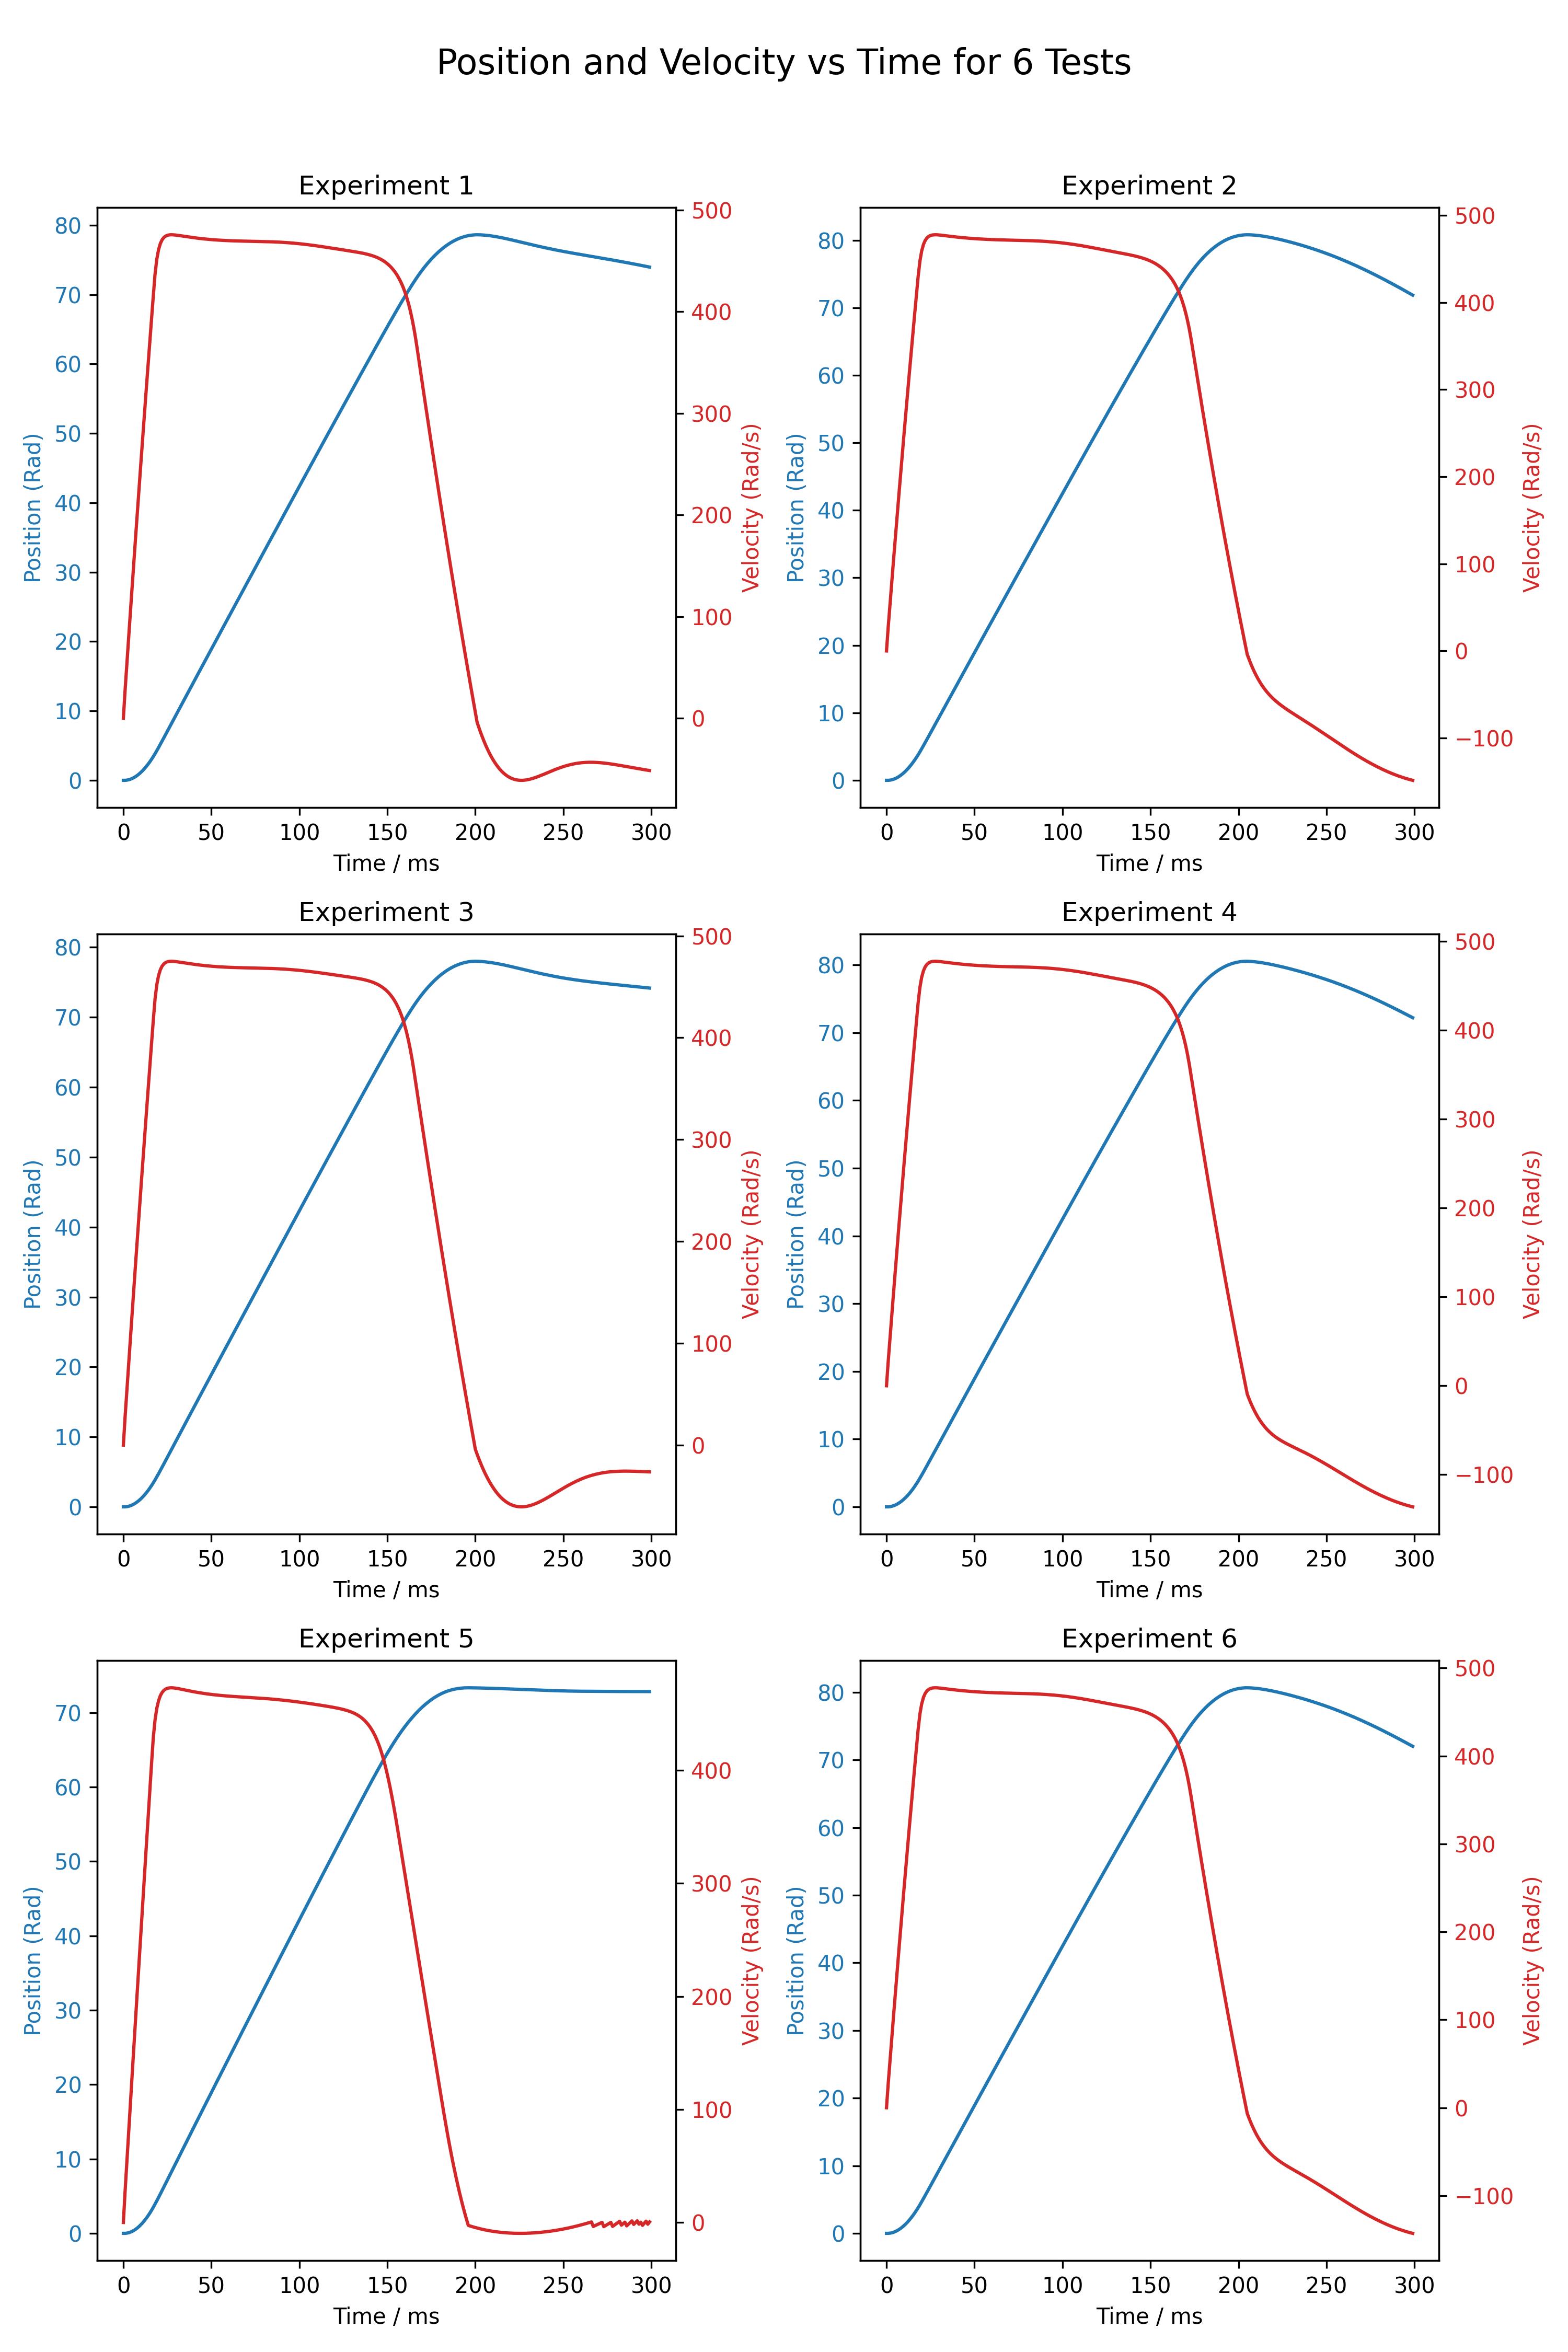 Position and Velocity vs Time for 6 Tests
Experiment 1
80
70
60
50
40
30
20
10
0
Position (Rad)
500
400
300
200
100
0
Velocity (Rad/s)
0 50 100 150 200 250 300
Time / ms
Experiment 2
80
70
60
50
40
30
20
10
0
Position (Rad)
500
400
300
200
100
0
−100
Velocity (Rad/s)
0 50 100 150 200 250 300
Time / ms
Experiment 3
80
70
60
50
40
30
20
10
0
Position (Rad)
500
400
300
200
100
0
Velocity (Rad/s)
0 50 100 150 200 250 300
Time / ms
Experiment 4
80
70
60
50
40
30
20
10
0
Position (Rad)
500
400
300
200
100
0
−100
Velocity (Rad/s)
0 50 100 150 200 250 300
Time / ms
Experiment 5
70
60
50
40
30
20
10
0
Position (Rad)
400
300
200
100
0
Velocity (Rad/s)
0 50 100 150 200 250 300
Time / ms
Experiment 6
80
70
60
50
40
30
20
10
0
Position (Rad)
500
400
300
200
100
0
−100
Velocity (Rad/s)
0 50 100 150 200 250 300
Time / ms